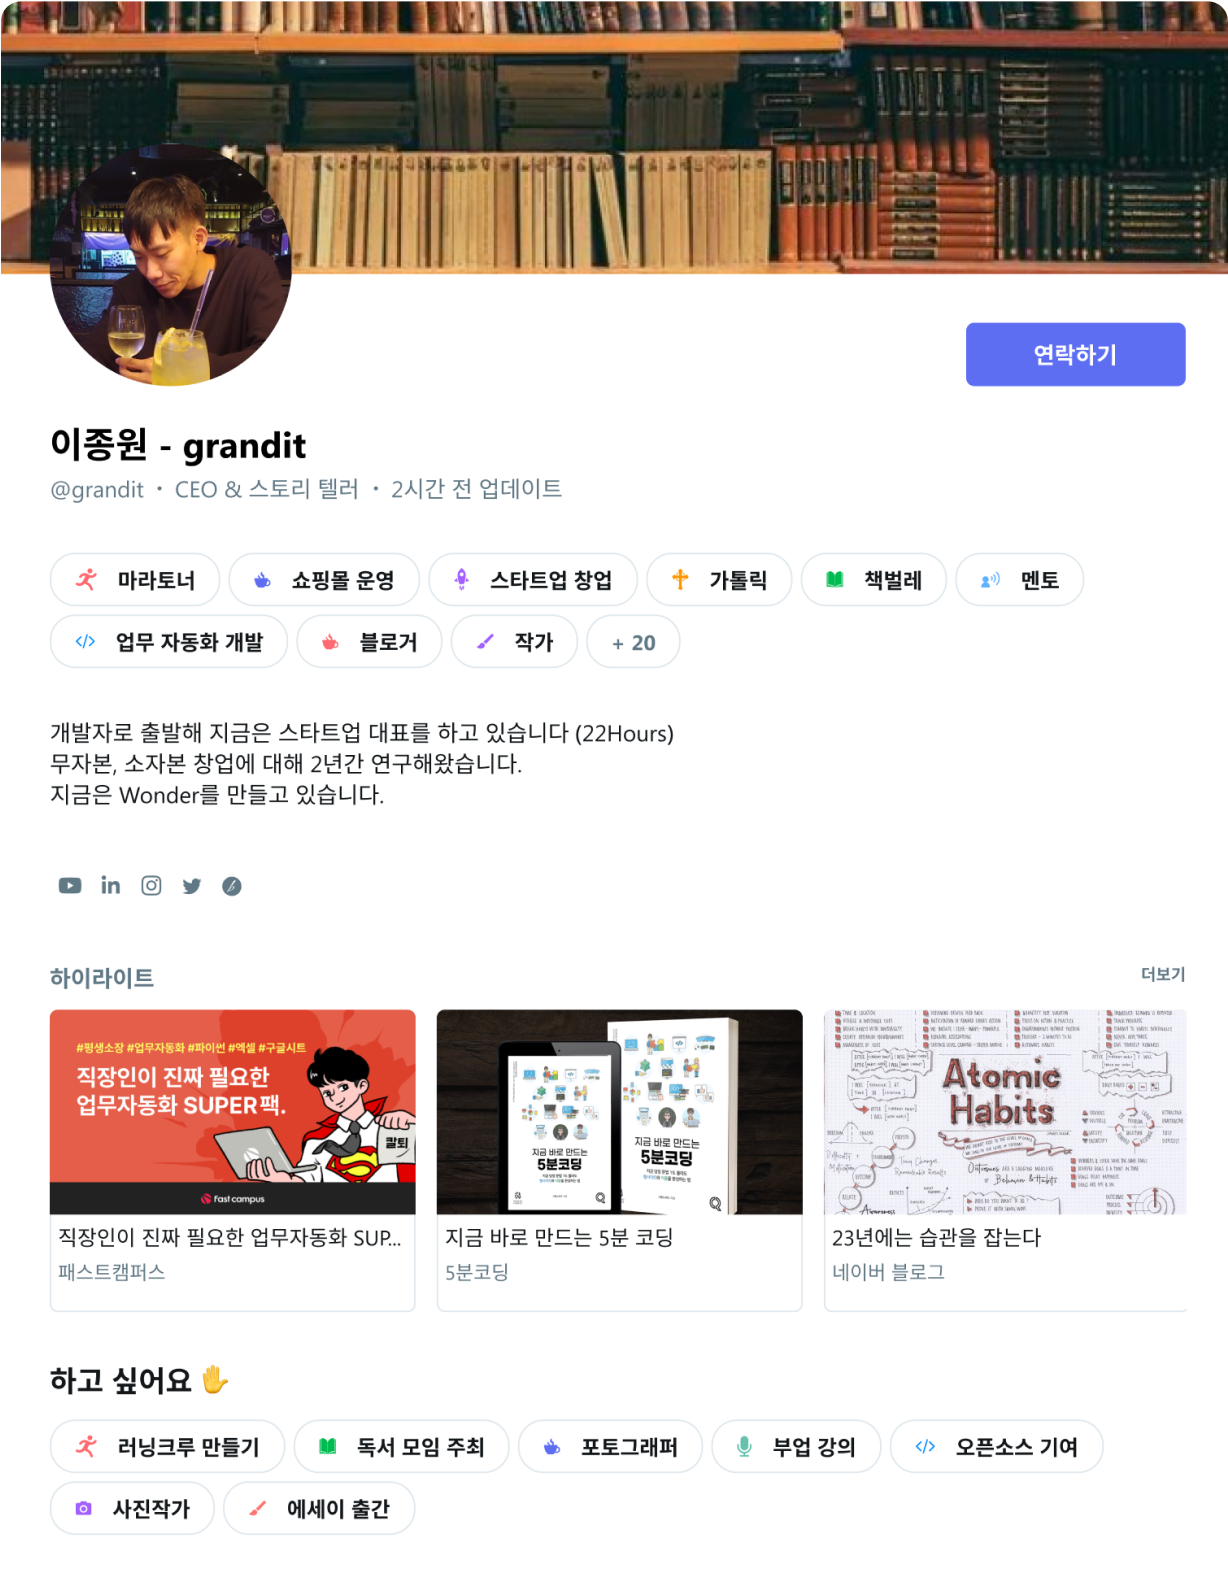 연락하기
이종원 - grandit
@grandit · CEO & 스토리 텔러 · 2시간 전 업데이트
마라토너 쇼핑몰 운영 스타트업 창업 가톨릭 책벌레 멘토
업무 자동화 개발 블로거 작가 + 20
개발자로 출발해 지금은 스타트업 대표를 하고 있습니다 (22Hours)
무자본, 소자본 창업에 대해 2년간 연구해왔습니다.
지금은 Wonder를 만들고 있습니다.
하이라이트 더보기
#평생소장 #업무자동화 #파이썬 #엑셀 #구글시트
직장인이 진짜 필요한
업무자동화 SUPER팩.
칼퇴
Fast campus
직장인이 진짜 필요한 업무자동화 SUP...
패스트캠퍼스
지금 바로 만드는
5분코딩
지금 바로 만드는
5분코딩
지금 바로 만드는 5분 코딩
5분코딩
Atomic
Habits
23년에는 습관을 잡는다
네이버 블로그
하고 싶어요 ✋
러닝크루 만들기 독서 모임 주최 포토그래퍼 부업 강의 오픈소스 기여
사진작가 에세이 출간